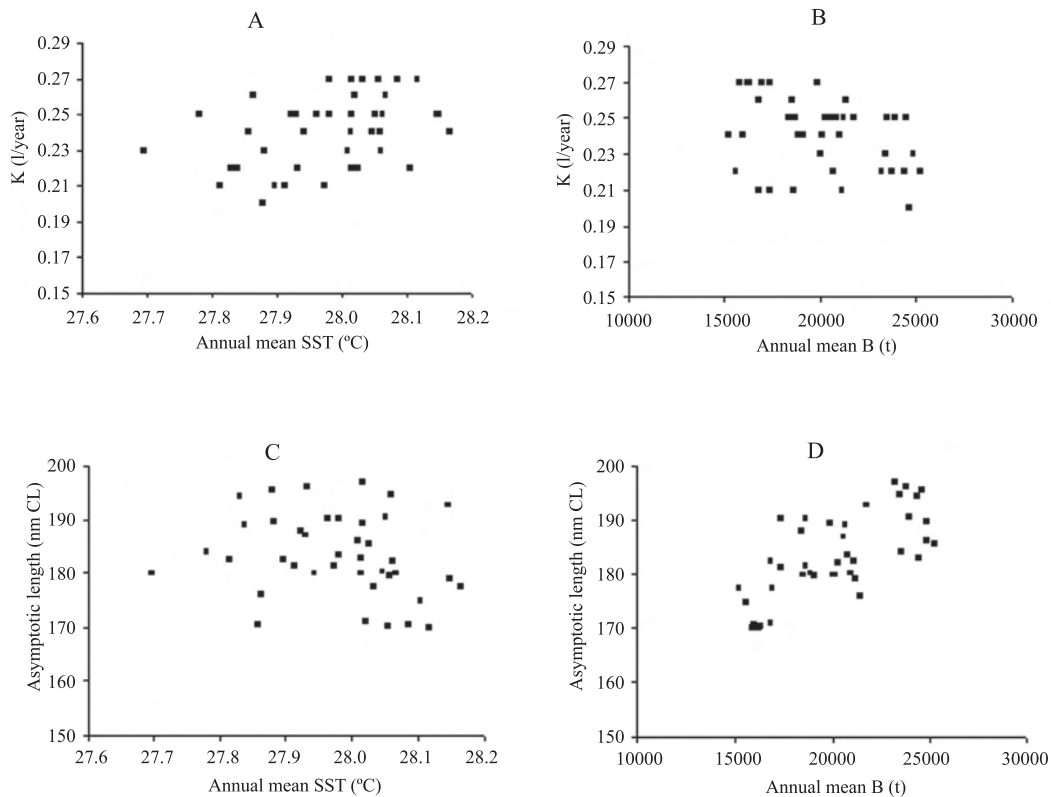 A
0.29
0.27
0.25
0.23
0.21
0.19
0.17
0.15
K (l/year)
27.6 27.7 27.8 27.9 28.0 28.1 28.2
Annual mean SST (ºC)
B
0.29
0.27
0.25
0.23
0.21
0.19
0.17
0.15
K (l/year)
10000 15000 20000 25000 30000
Annual mean B (t)
C
200
190
180
170
160
150
Asymptotic length (nm CL)
27.6 27.7 27.8 27.9 28.0 28.1 28.2
Annual mean SST (ºC)
D
200
190
180
170
160
150
Asymptotic length (nm CL)
10000 15000 20000 25000 30000
Annual mean B (t)